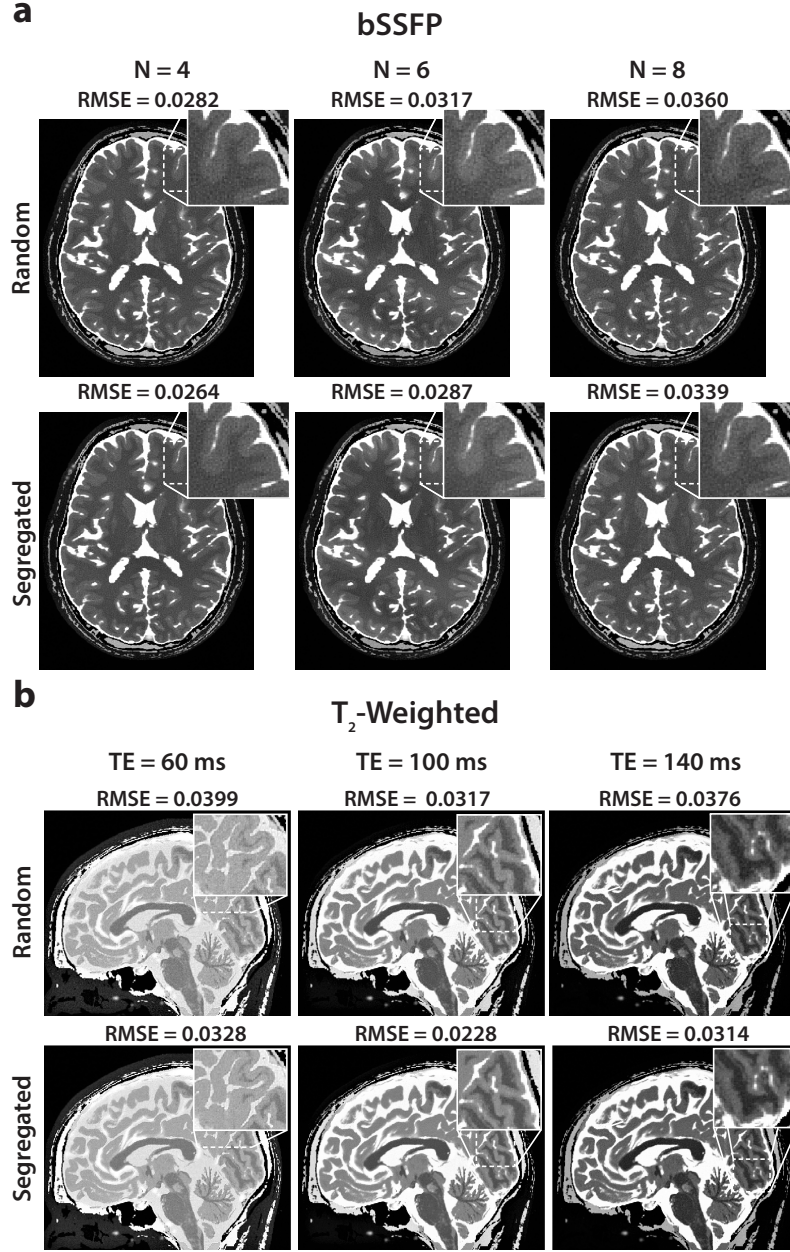 a
bSSFP
N = 4 N = 6 N = 8
RMSE = 0.0282 RMSE = 0.0317 RMSE = 0.0360
Random
RMSE = 0.0264 RMSE = 0.0287 RMSE = 0.0339
Segregated
b
T₂-Weighted
TE = 60 ms TE = 100 ms TE = 140 ms
RMSE = 0.0399 RMSE = 0.0317 RMSE = 0.0376
Random
RMSE = 0.0328 RMSE = 0.0228 RMSE = 0.0314
Segregated